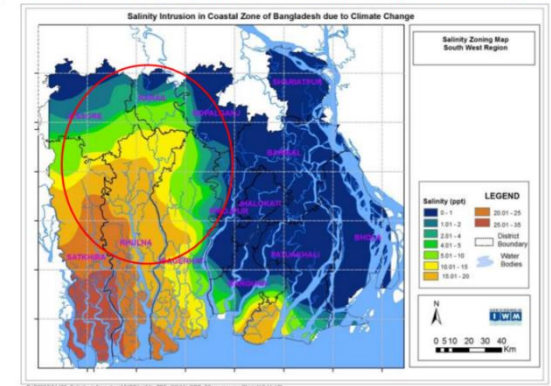 Salinity Intrusion in Coastal Zone of Bangladesh due to Climate Change
Salinity Zoning Map
South West Region
SHARIATPUR
BARISAL
JHALOKATI
BHOLA
PATUAKHALI
KHULNA
SATKHIRA
LEGEND
Salinity (ppt)
0 - 1
1.01 - 2
2.01 - 4
4.01 - 5
5.01 - 10
10.01 - 15
15.01 - 20
20.01 - 25
25.01 - 35
District
Boundary
Water
Bodies
N
IWM
0 5 10 20 30 40
Km